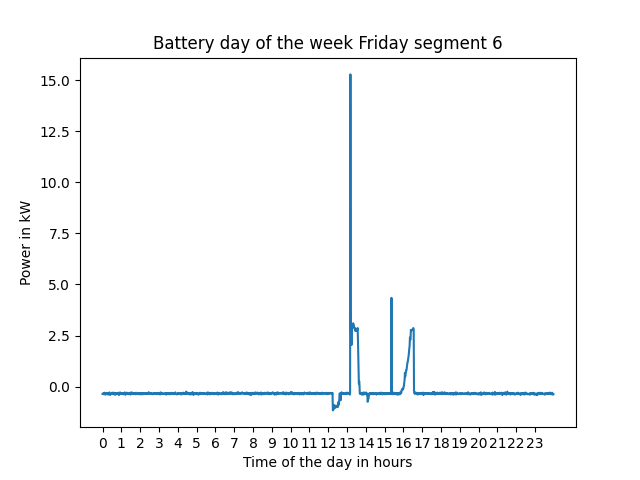 Battery day of the week Friday segment 6
15.0
12.5
10.0
7.5
5.0
2.5
0.0
Power in kW
0 1 2 3 4 5 6 7 8 9 10 11 12 13 14 15 16 17 18 19 20 21 22 23
Time of the day in hours